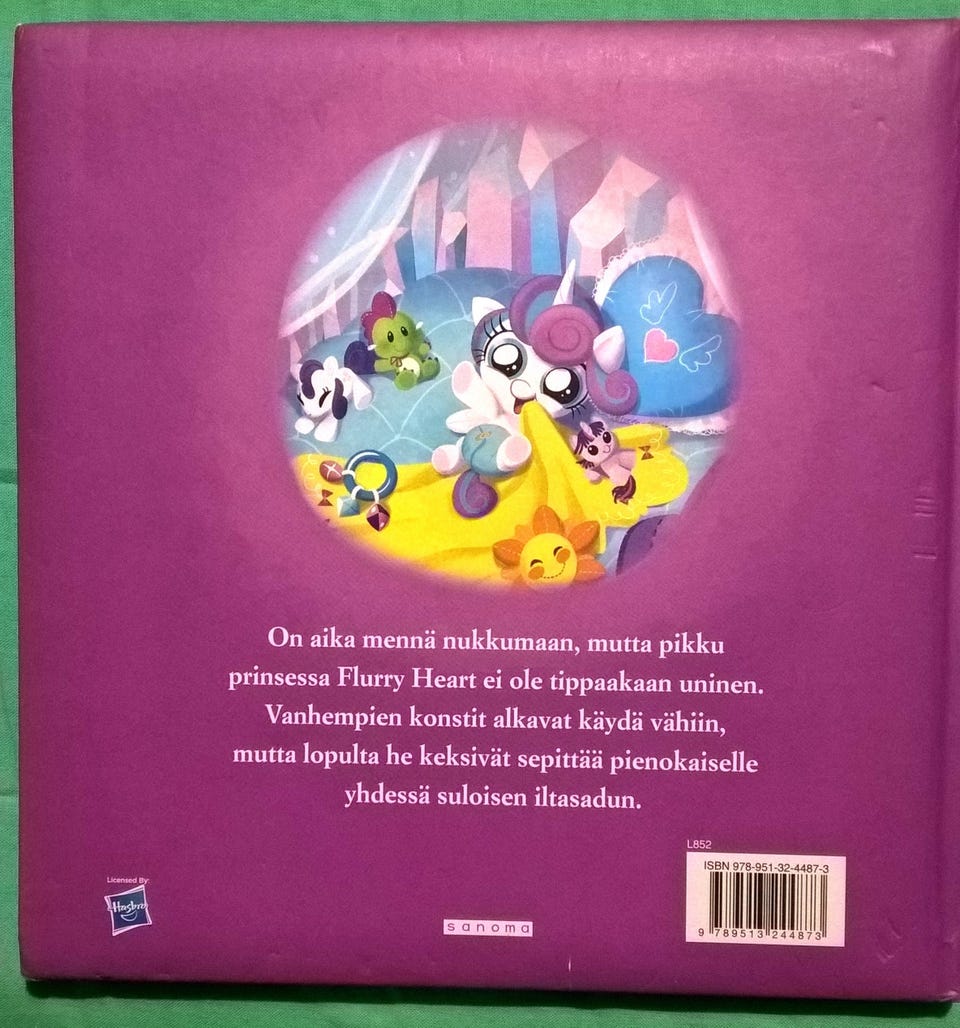 On aika mennä nukkumaan, mutta pikku
prinsessa Flurry Heart ei ole tippaakaan uninen.
Vanhempien konstit alkavat käydä vähiin,
mutta lopulta he keksivät sepittää pienokaiselle
yhdessä suloisen iltasadun.
L852
ISBN 978-951-32-4487-3
9 789513 244873
Licensed By:
Hasbro
sanoma